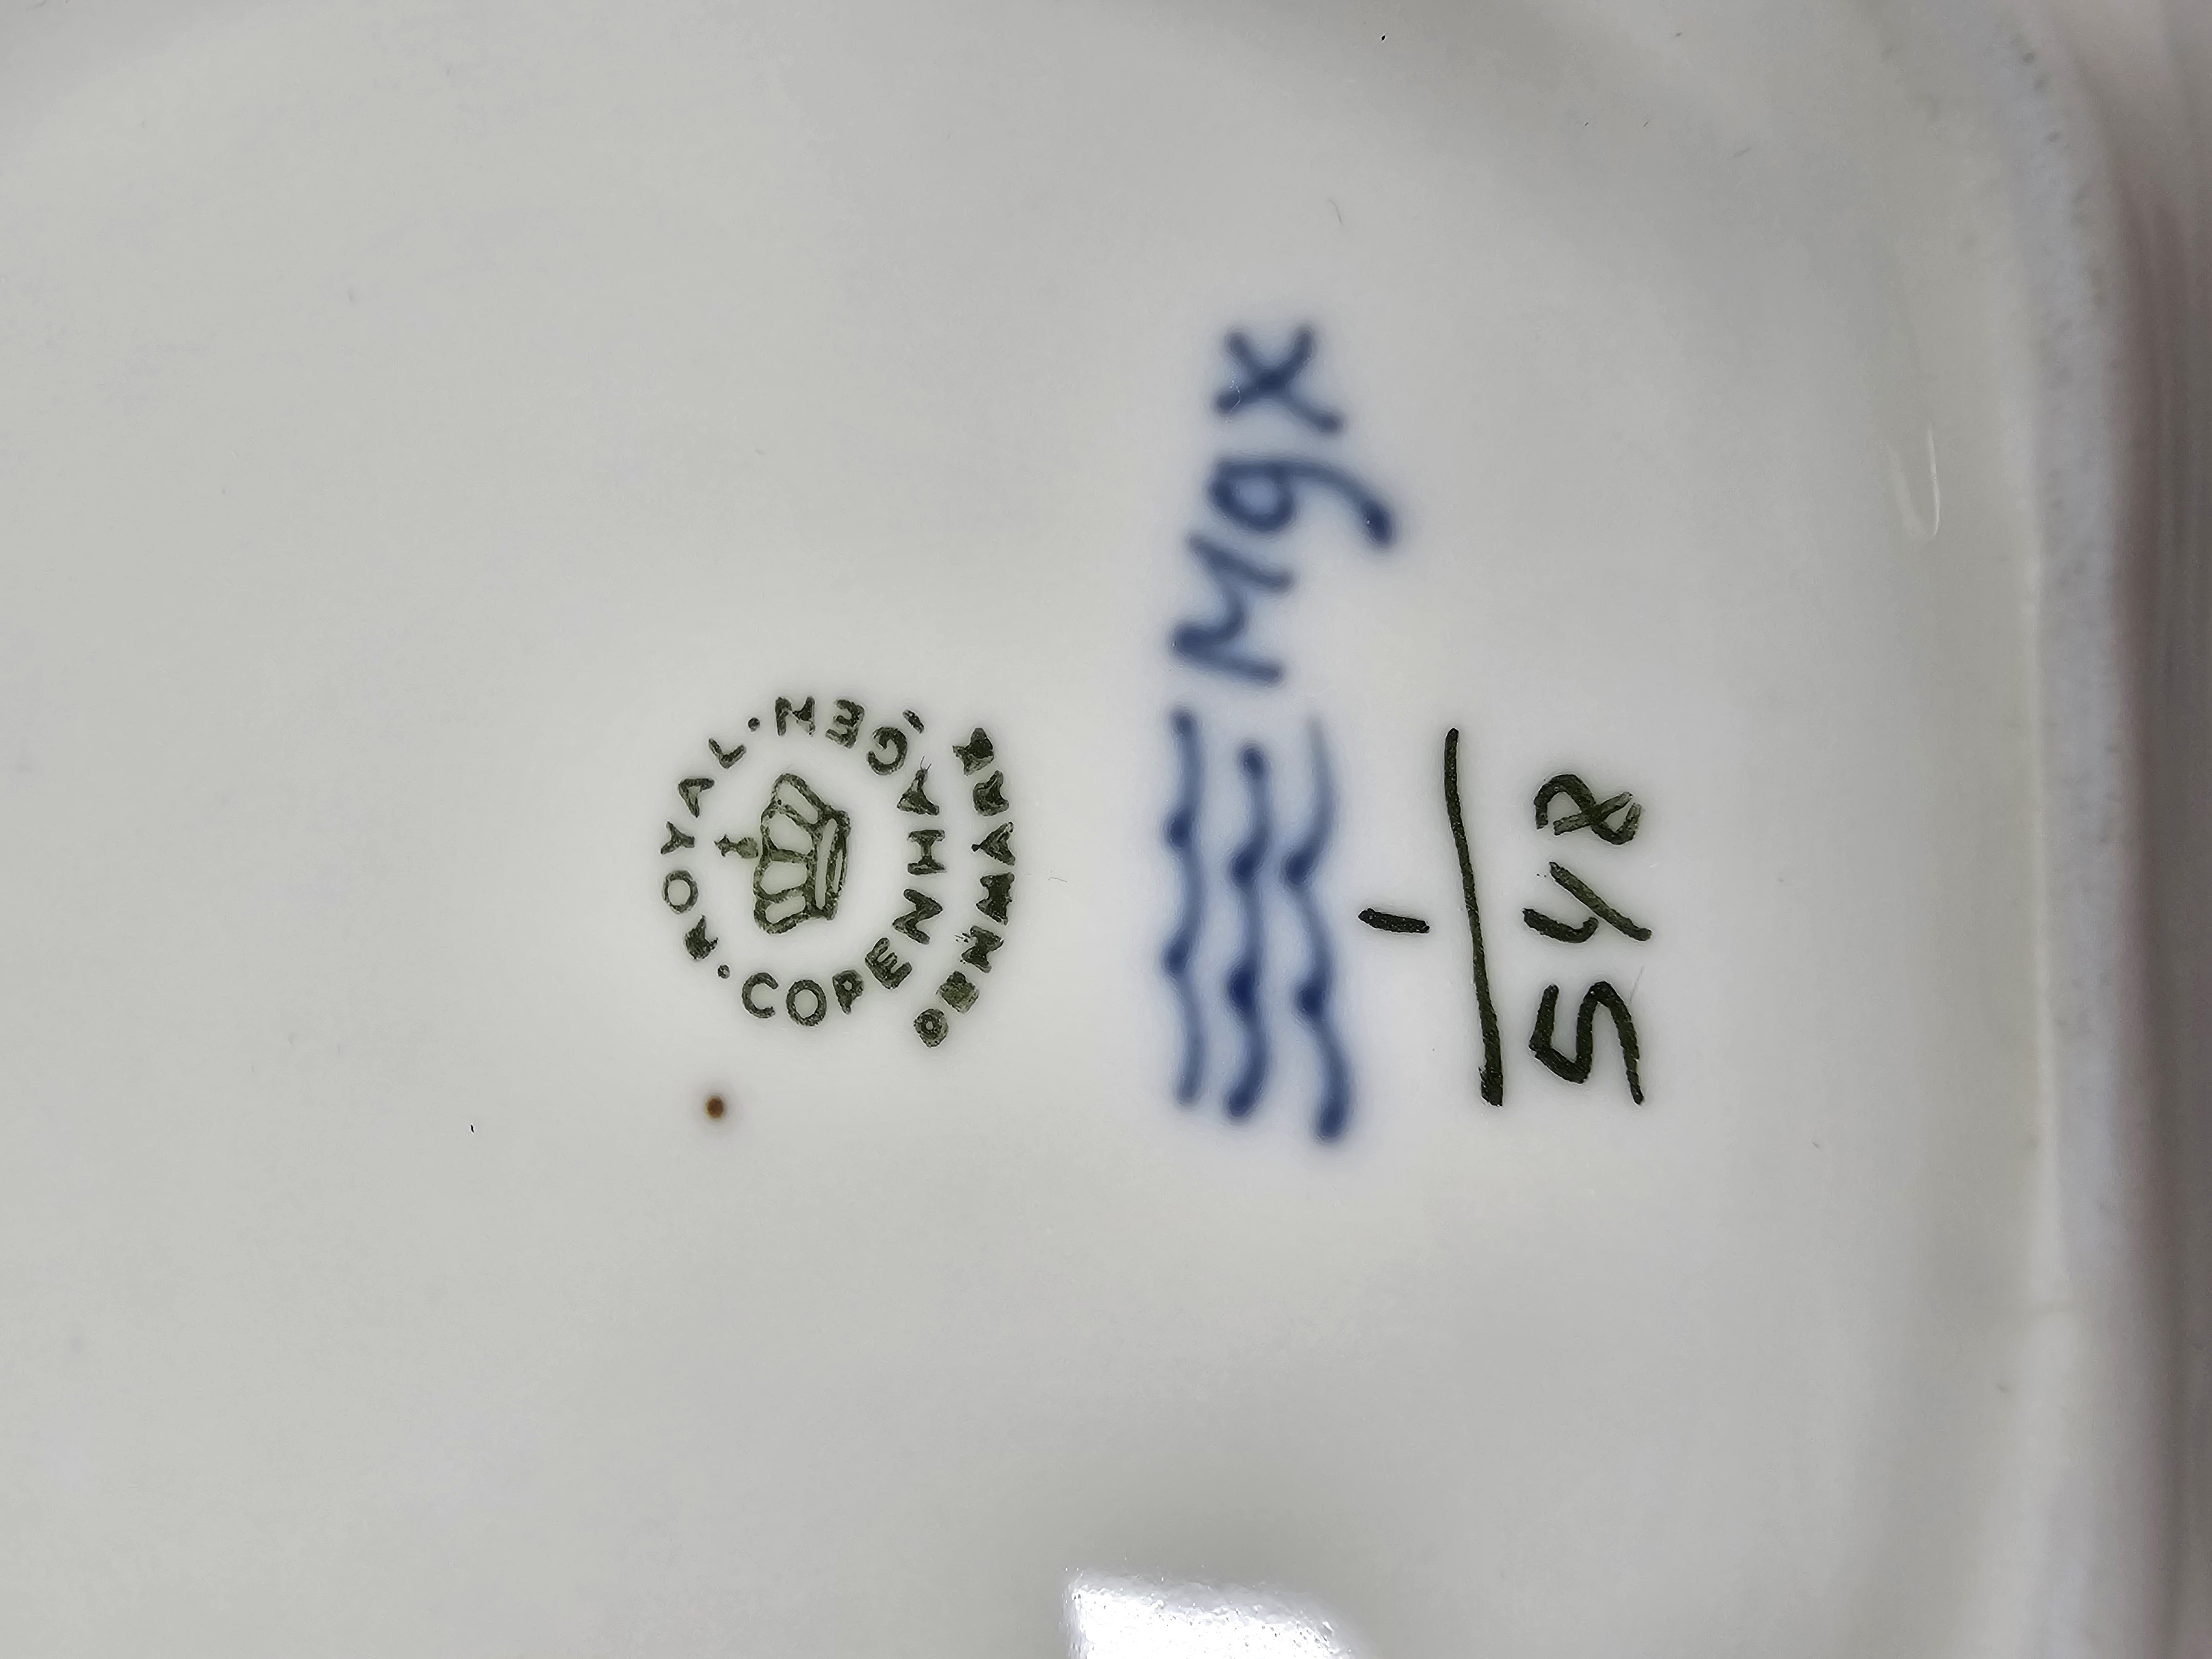 ROYAL · COPENHAGEN ·
DENMARK
Mgx
1
548